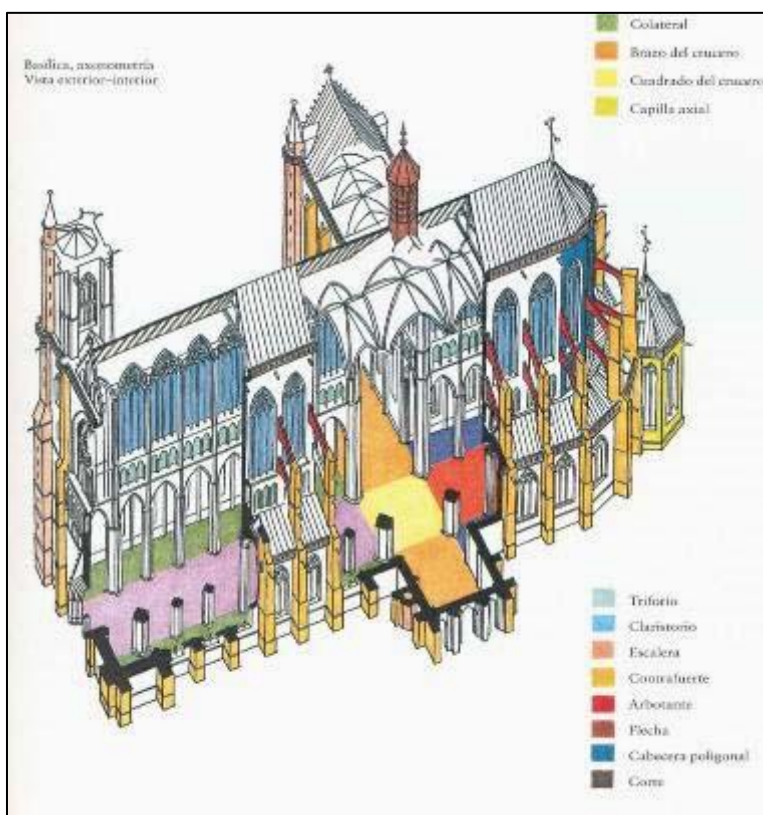 Basílica, axonometría
Vista exterior-interior
Colateral
Brazo del crucero
Cuadrado del crucero
Capilla axial
Triforio
Claristorio
Escalera
Contrafuerte
Arbotante
Flecha
Cabecera poligonal
Corte